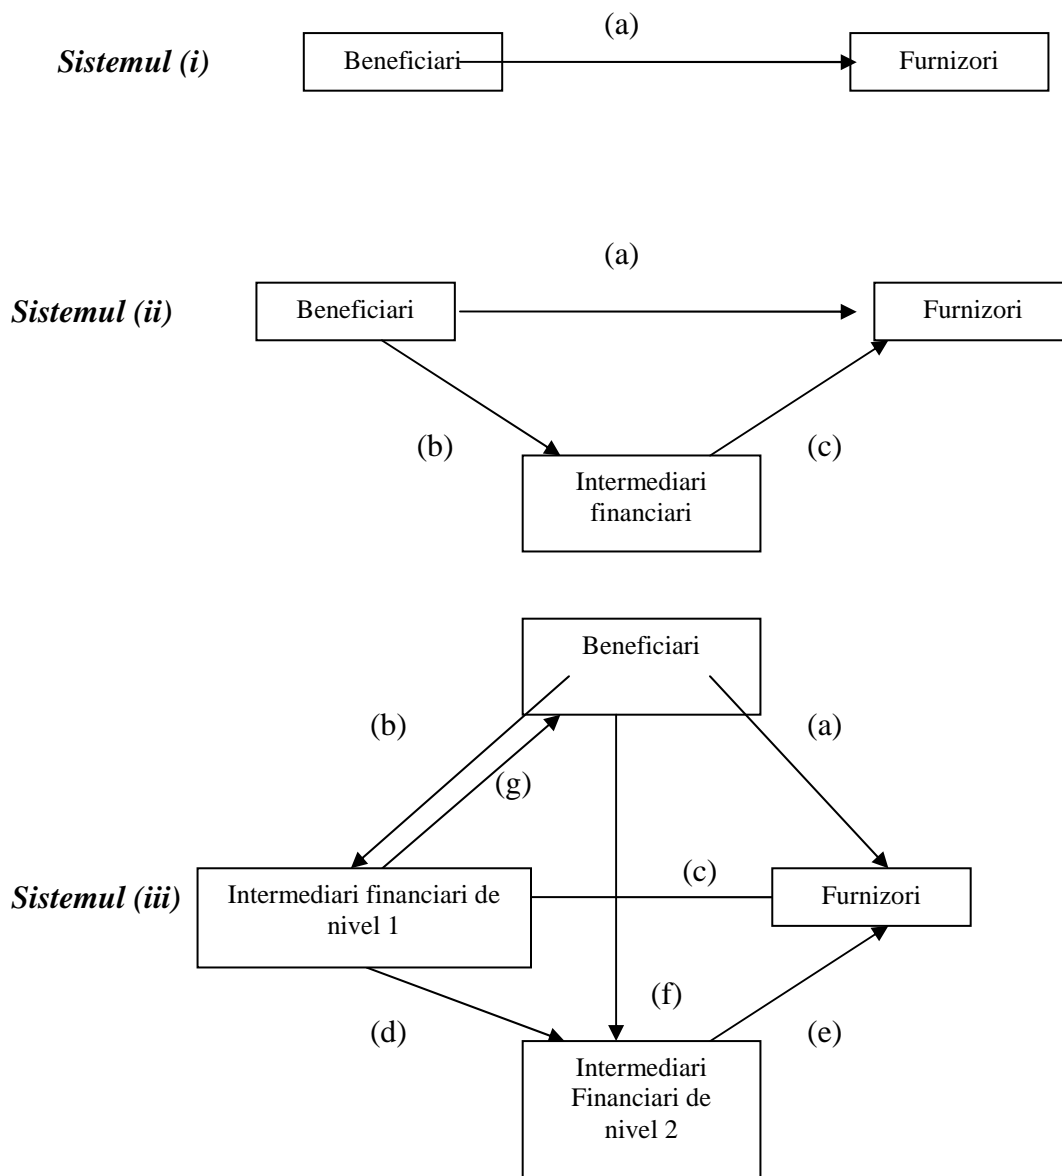 (a)
Sistemul (i)
Beneficiari
Furnizori
(a)
Sistemul (ii)
Beneficiari
Furnizori
(b)
(c)
Intermediari
financiari
Beneficiari
(b)
(a)
(g)
(c)
Sistemul (iii)
Intermediari financiari de
nivel 1
Furnizori
(f)
(d)
(e)
Intermediari
Financiari de
nivel 2